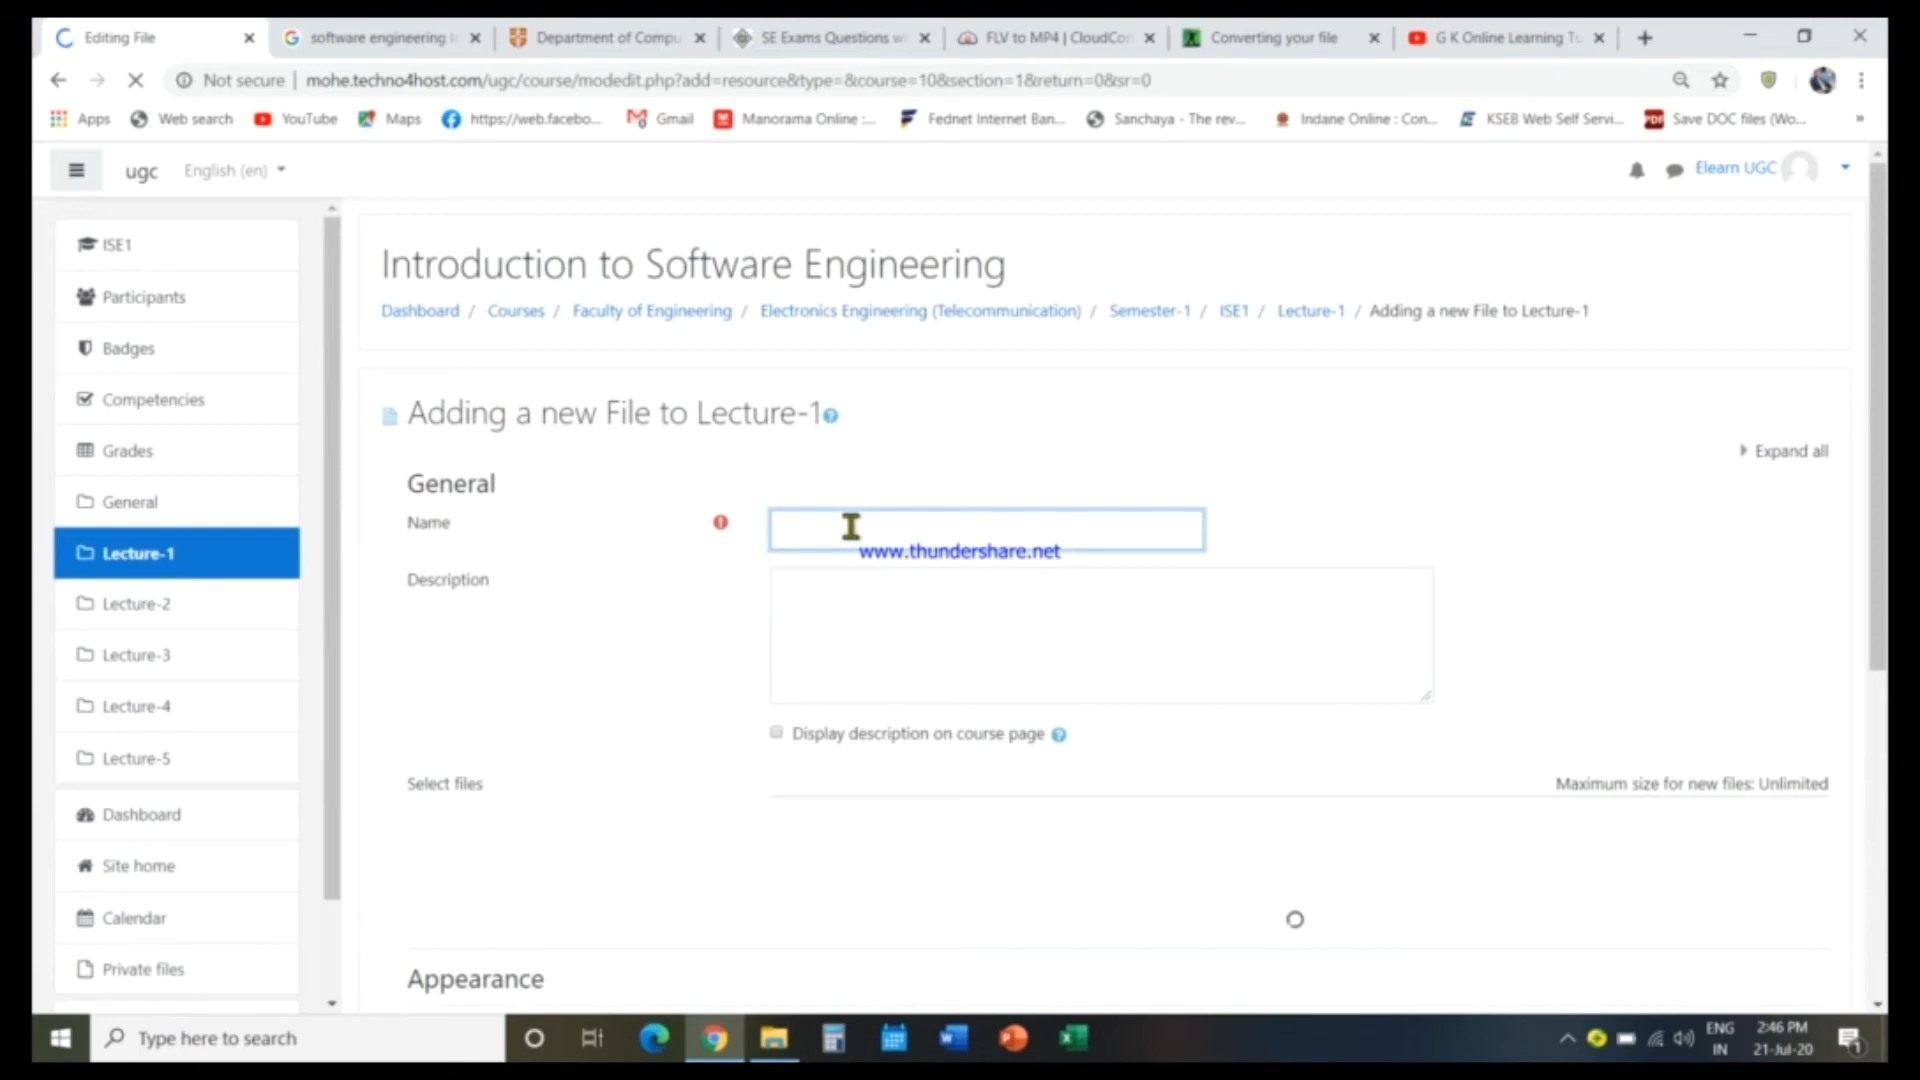 Editing File
software engineering i
Department of Compu
SE Exams Questions w
FLV to MP4 | CloudCo
Converting your file
G K Online Learning T
Not secure | mohe.techno4host.com/ugc/course/modedit.php?add=resource&type=&course=10&section=1&return=0&sr=0
Apps
Web search
YouTube
Maps
https://web.facebo...
Gmail
Manorama Online :...
Fednet Internet Ban...
Sanchaya - The rev...
Indane Online : Con...
KSEB Web Self Servi...
Save DOC files (Wo...
ugc
English (en)
Elearn UGC
ISE1
Participants
Badges
Competencies
Grades
General
Lecture-1
Lecture-2
Lecture-3
Lecture-4
Lecture-5
Dashboard
Site home
Calendar
Private files
Introduction to Software Engineering
Dashboard / Courses / Faculty of Engineering / Electronics Engineering (Telecommunication) / Semester-1 / ISE1 / Lecture-1 / Adding a new File to Lecture-1
Adding a new File to Lecture-1
Expand all
General
Name
www.thundershare.net
Description
Display description on course page
Select files
Maximum size for new files: Unlimited
Appearance
Type here to search
ENG
IN
2:46 PM
21-Jul-20
1